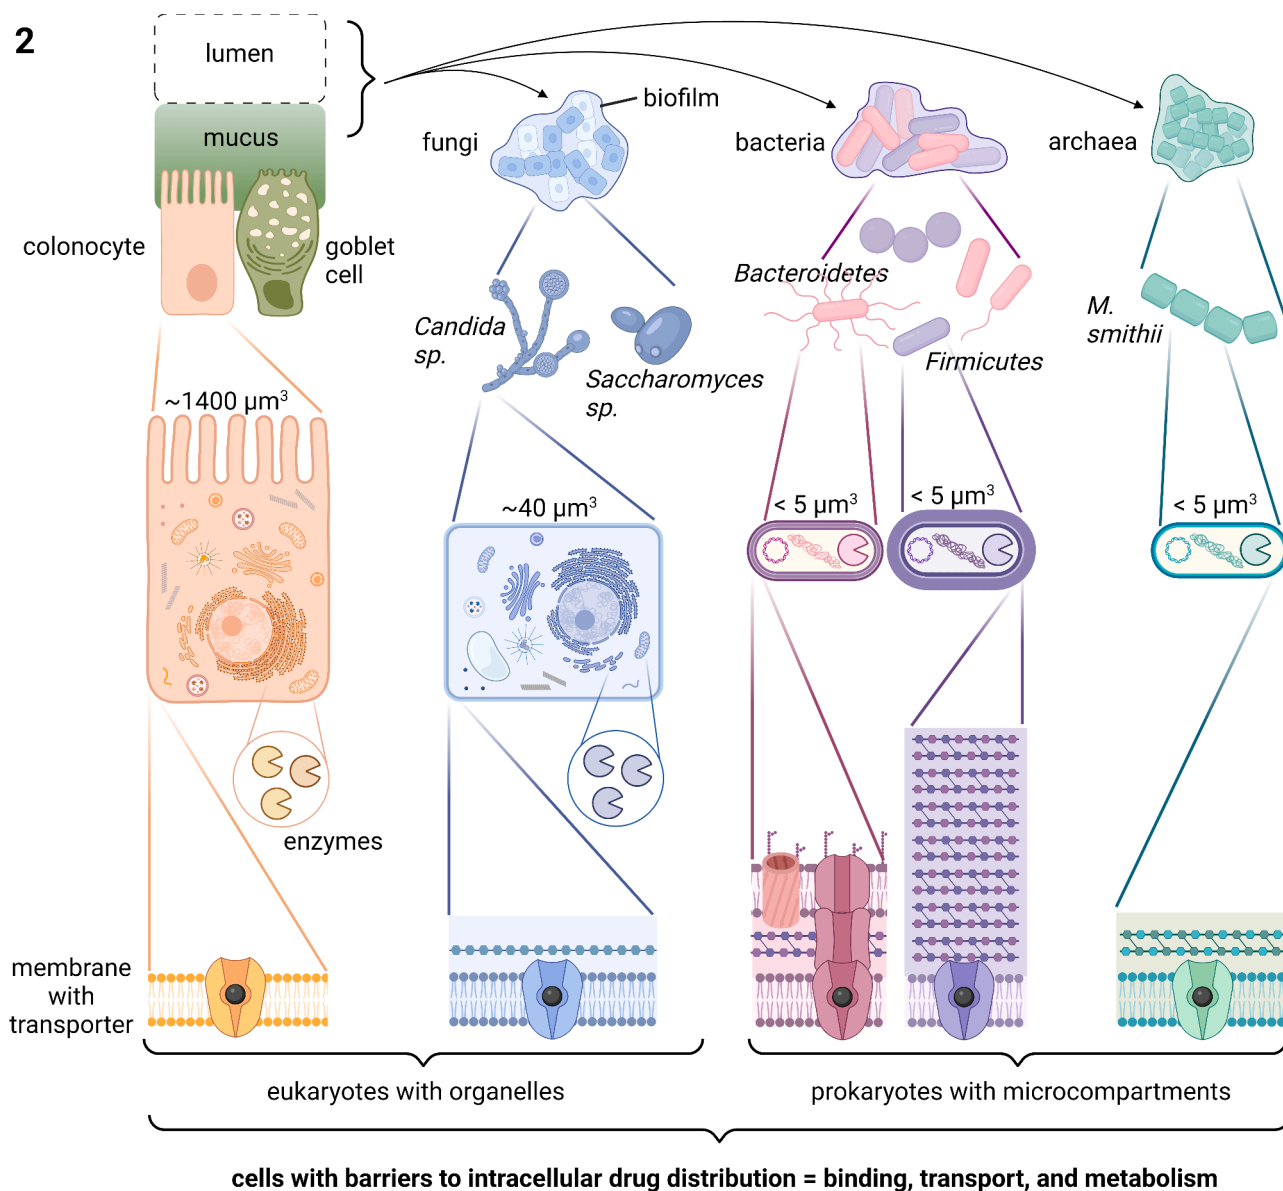 2
lumen
mucus
colonocyte
goblet
cell
fungi
biofilm
bacteria
archaea
Candida
sp.
Saccharomyces
sp.
Bacteroidetes
Firmicutes
M.
smithii
~1400 µm³
~40 µm³
< 5 µm³
< 5 µm³
< 5 µm³
enzymes
membrane
with
transporter
eukaryotes with organelles
prokaryotes with microcompartments
cells with barriers to intracellular drug distribution = binding, transport, and metabolism